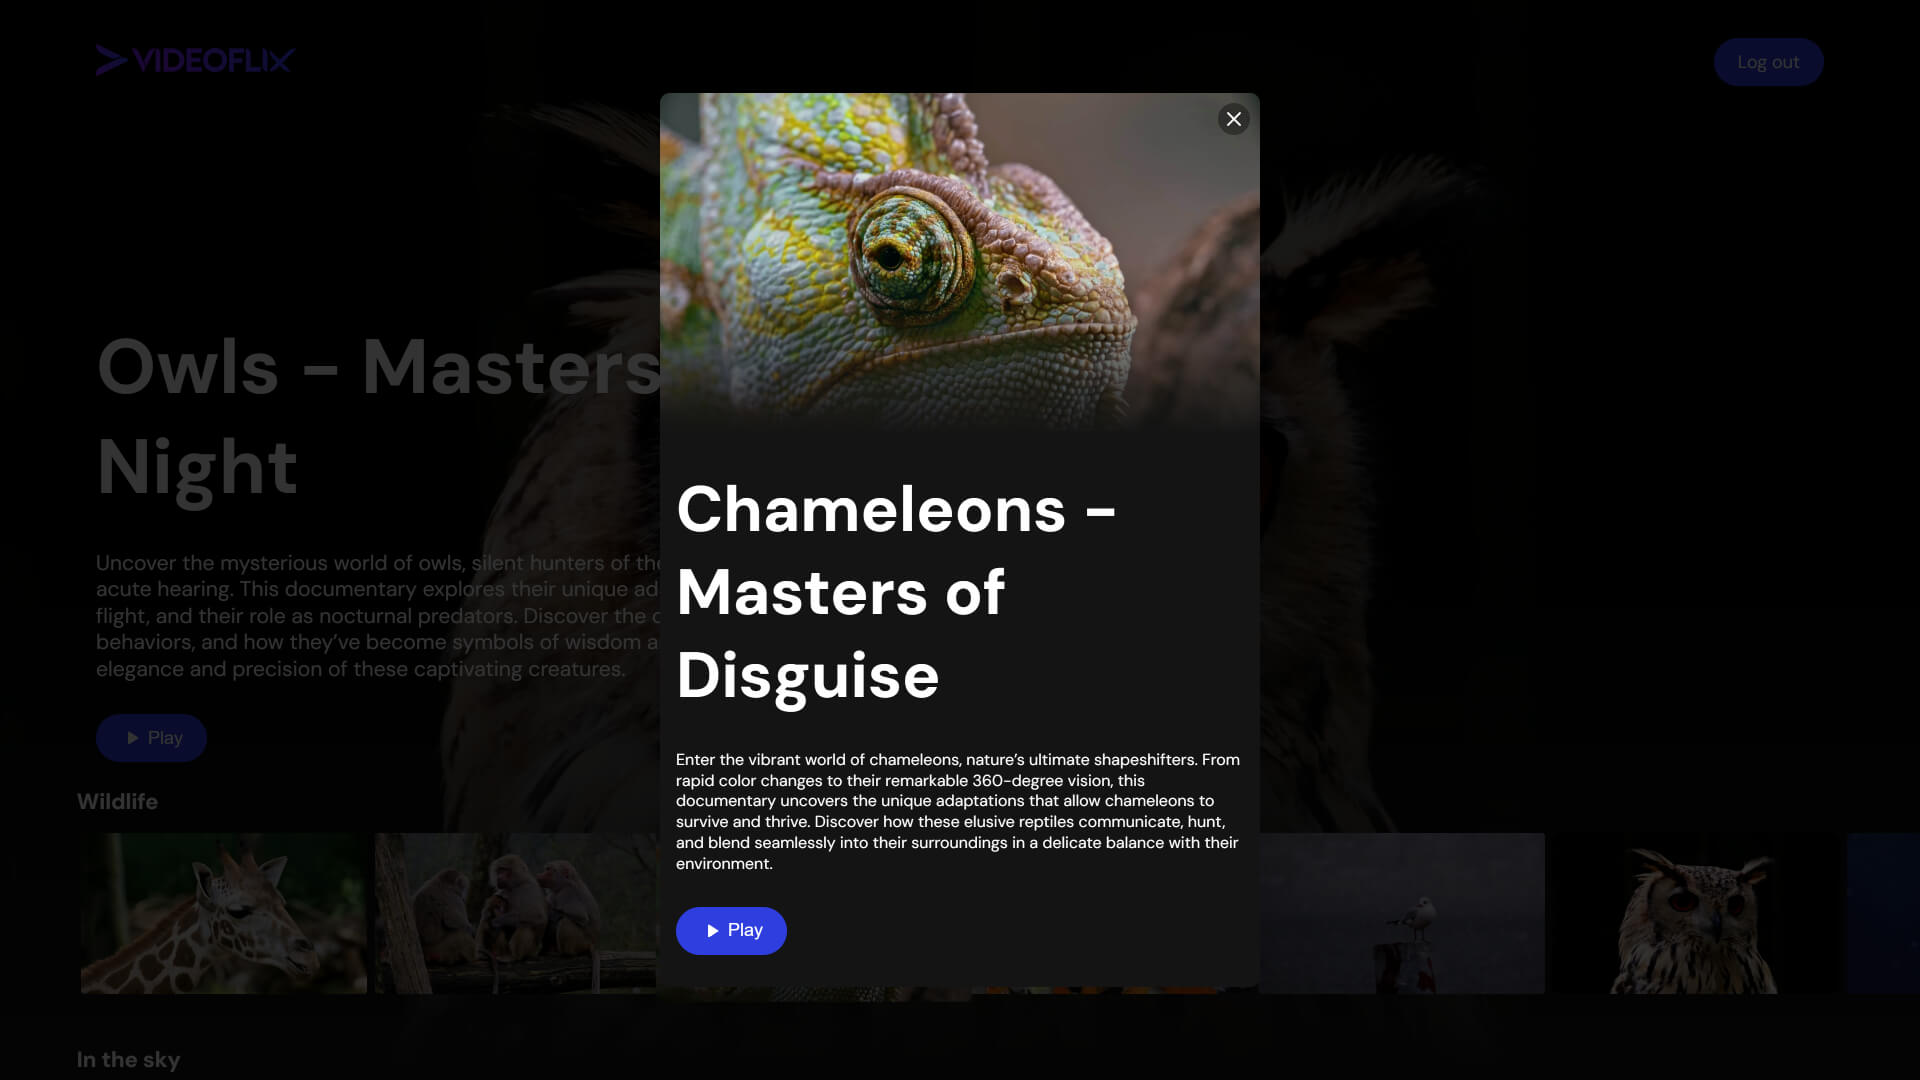 VIDEOFLIX
Log out
Owls - Masters
Night
Uncover the mysterious world of owls, silent hunters of the
acute hearing. This documentary explores their unique ad
flight, and their role as nocturnal predators. Discover the
behaviors, and how they’ve become symbols of wisdom
elegance and precision of these captivating creatures.
Play
Wildlife
In the sky
Chameleons -
Masters of
Disguise
Enter the vibrant world of chameleons, nature’s ultimate shapeshifters. From
rapid color changes to their remarkable 360-degree vision, this
documentary uncovers the unique adaptations that allow chameleons to
survive and thrive. Discover how these elusive reptiles communicate, hunt,
and blend seamlessly into their surroundings in a delicate balance with their
environment.
Play